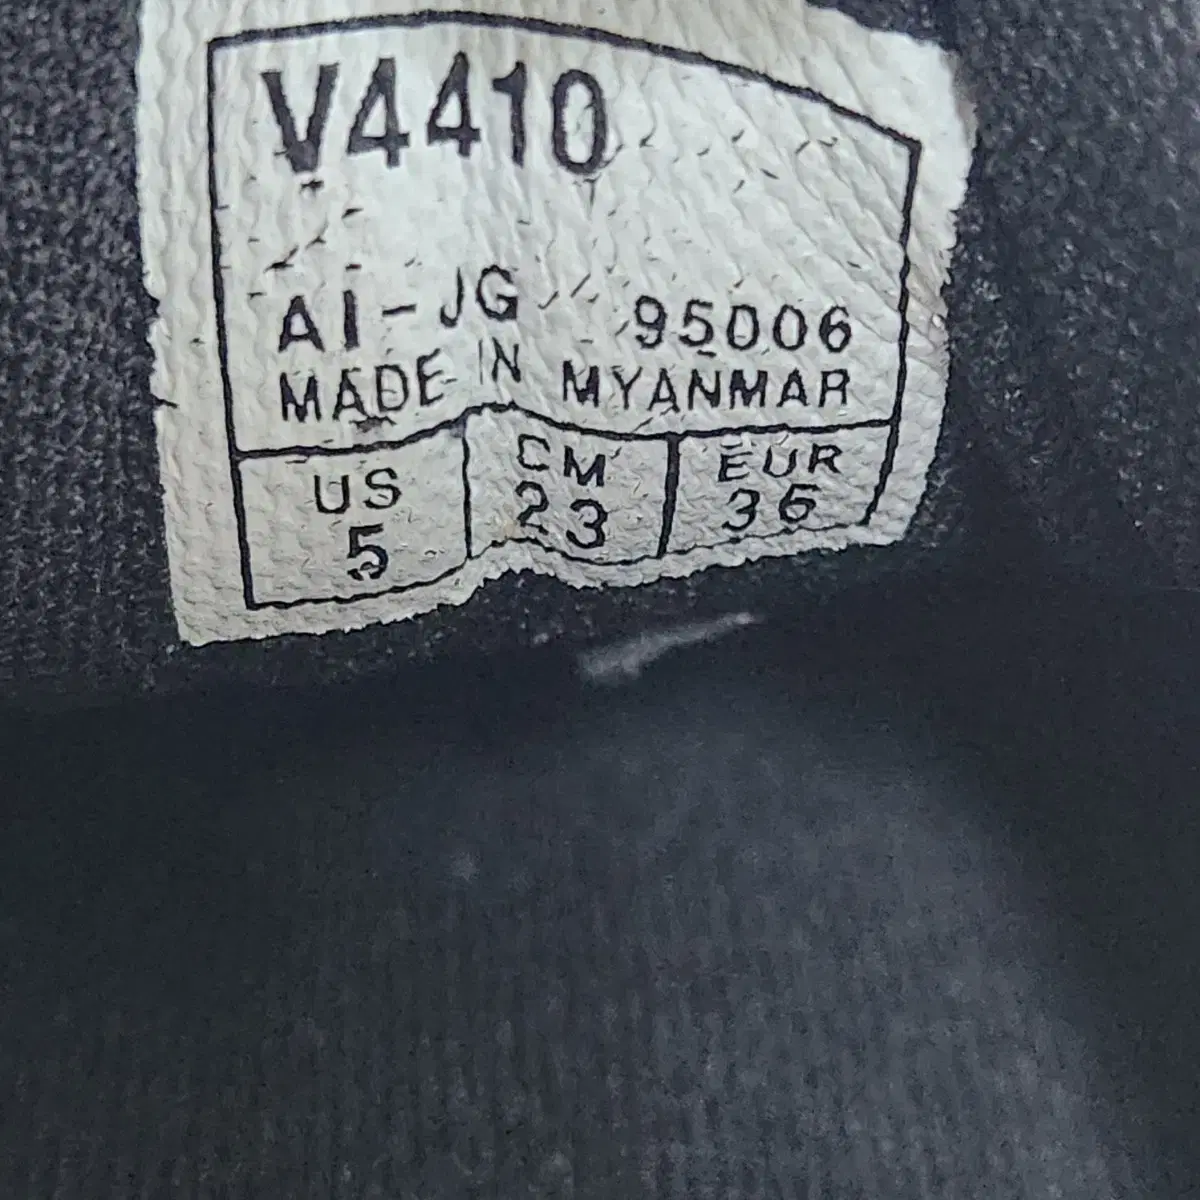 V4410
AI-JG 95006
MADE IN MYANMAR
US CM EUR
5 23 36